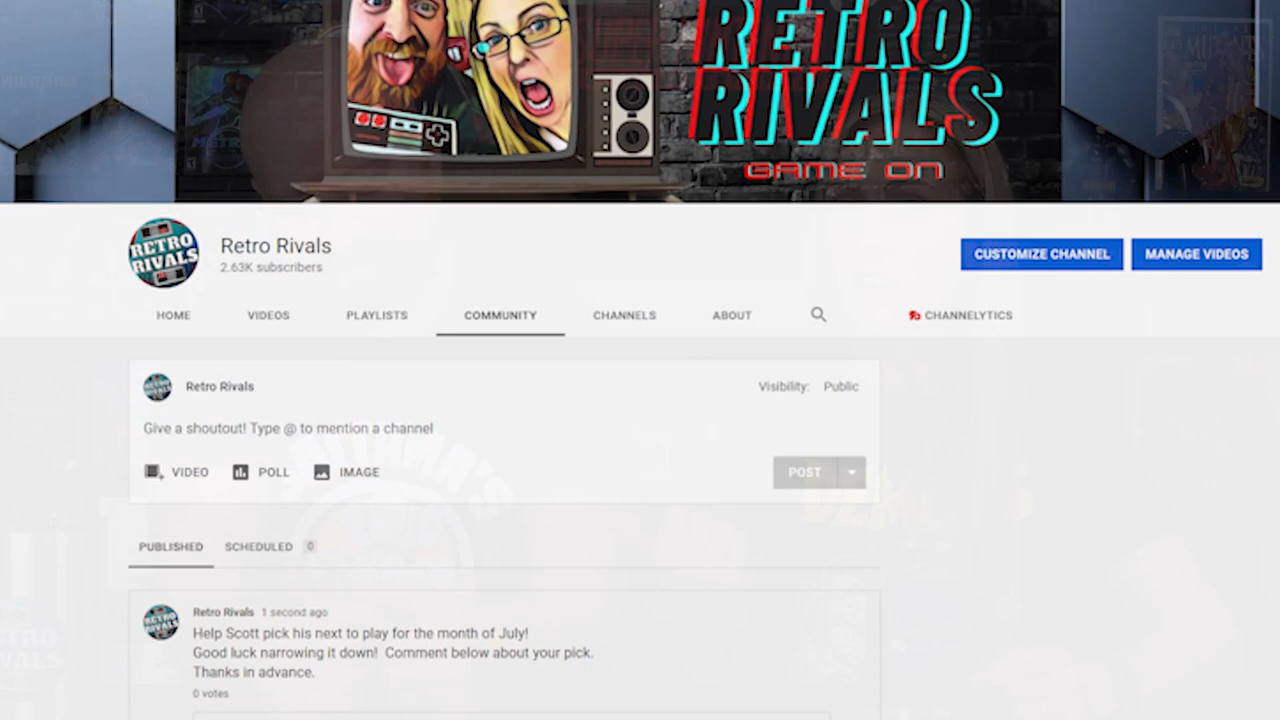 RETRO
RIVALS
GAME ON
RETRO
RIVALS
Retro Rivals
2.63K subscribers
CUSTOMIZE CHANNEL
MANAGE VIDEOS
HOME
VIDEOS
PLAYLISTS
COMMUNITY
CHANNELS
ABOUT
CHANNELYTICS
Retro Rivals
Visibility: Public
Give a shoutout! Type @ to mention a channel
VIDEO
POLL
IMAGE
POST
PUBLISHED
SCHEDULED 0
Retro Rivals 1 second ago
Help Scott pick his next to play for the month of July!
Good luck narrowing it down! Comment below about your pick.
Thanks in advance.
0 votes